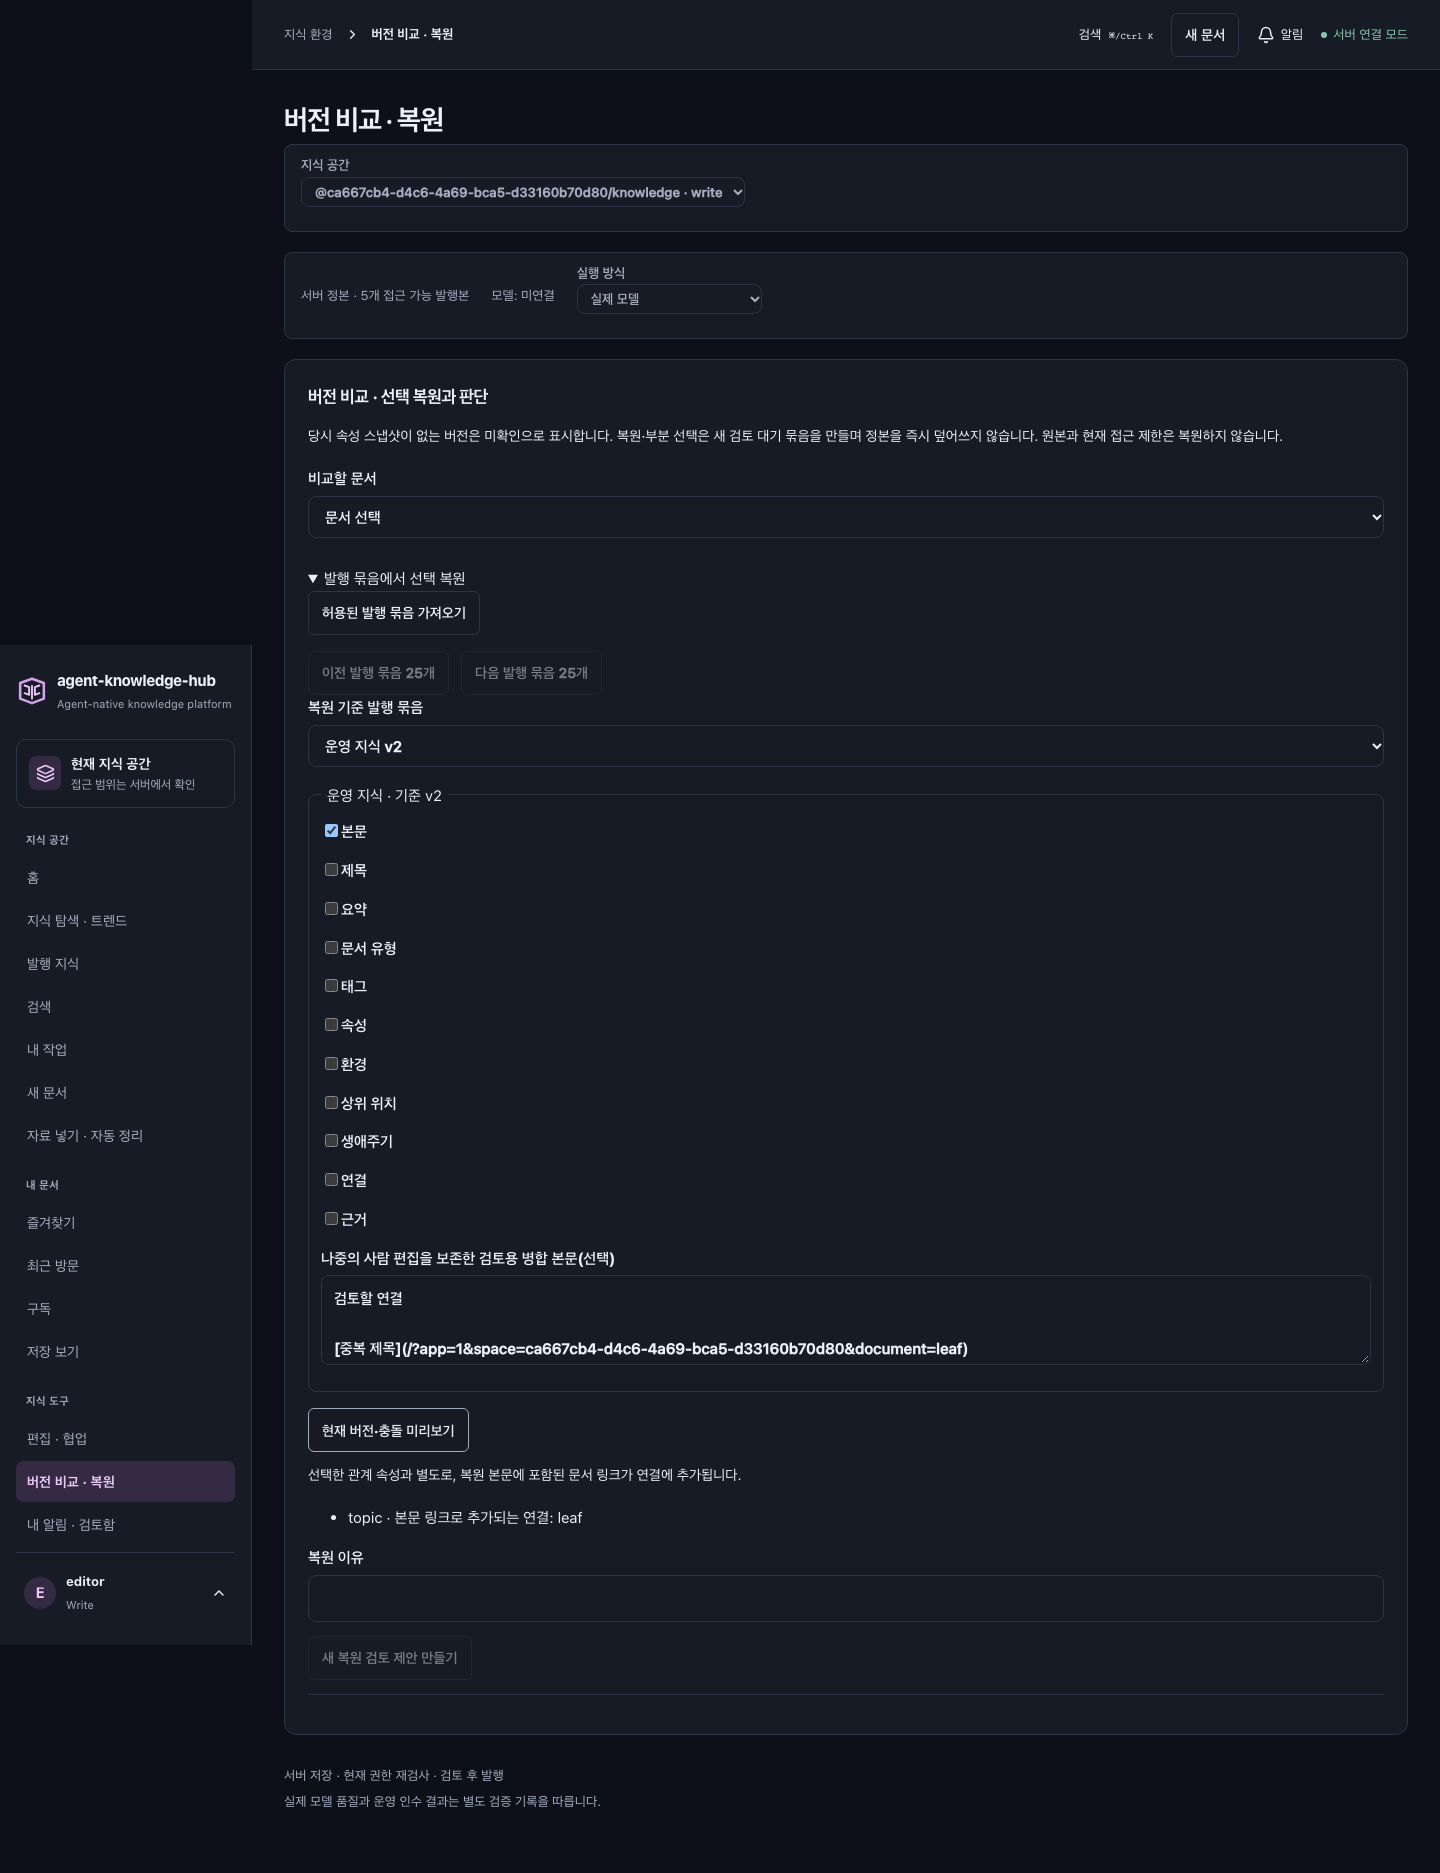 지식 환경
버전 비교 · 복원
검색 ⌘/Ctrl K
새 문서
알림
서버 연결 모드
버전 비교 · 복원
지식 공간
@ca667cb4-d4c6-4a69-bca5-d33160b70d80/knowledge · write
서버 정본 · 5개 접근 가능 발행본
모델: 미연결
실행 방식
실제 모델
버전 비교 · 선택 복원과 판단
당시 속성 스냅샷이 없는 버전은 미확인으로 표시합니다. 복원·부분 선택은 새 검토 대기 묶음을 만들며 정본을 즉시 덮어쓰지 않습니다. 원본과 현재 접근 제한은 복원하지 않습니다.
비교할 문서
문서 선택
▼ 발행 묶음에서 선택 복원
허용된 발행 묶음 가져오기
이전 발행 묶음 25개
다음 발행 묶음 25개
복원 기준 발행 묶음
운영 지식 v2
운영 지식 · 기준 v2
본문
제목
요약
문서 유형
태그
속성
환경
상위 위치
생애주기
연결
근거
나중의 사람 편집을 보존한 검토용 병합 본문(선택)
검토할 연결
[중복 제목](/?app=1&space=ca667cb4-d4c6-4a69-bca5-d33160b70d80&document=leaf)
현재 버전·충돌 미리보기
선택한 관계 속성과 별도로, 복원 본문에 포함된 문서 링크가 연결에 추가됩니다.
• topic · 본문 링크로 추가되는 연결: leaf
복원 이유
새 복원 검토 제안 만들기
서버 저장 · 현재 권한 재검사 · 검토 후 발행
실제 모델 품질과 운영 인수 결과는 별도 검증 기록을 따릅니다.
agent-knowledge-hub
Agent-native knowledge platform
현재 지식 공간
접근 범위는 서버에서 확인
지식 공간
홈
지식 탐색 · 트렌드
발행 지식
검색
내 작업
새 문서
자료 넣기 · 자동 정리
내 문서
즐겨찾기
최근 방문
구독
저장 보기
지식 도구
편집 · 협업
버전 비교 · 복원
내 알림 · 검토함
E
editor
Write